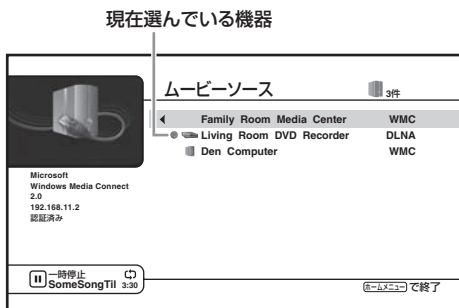 現在選んでいる機器
ムービーソース 3件
Family Room Media Center WMC
Living Room DVD Recorder DLNA
Den Computer WMC
Microsoft
Windows Media Connect
2.0
192.168.11.2
認証済み
一時停止
SomeSongTil 3:30
ホームメニューで終了